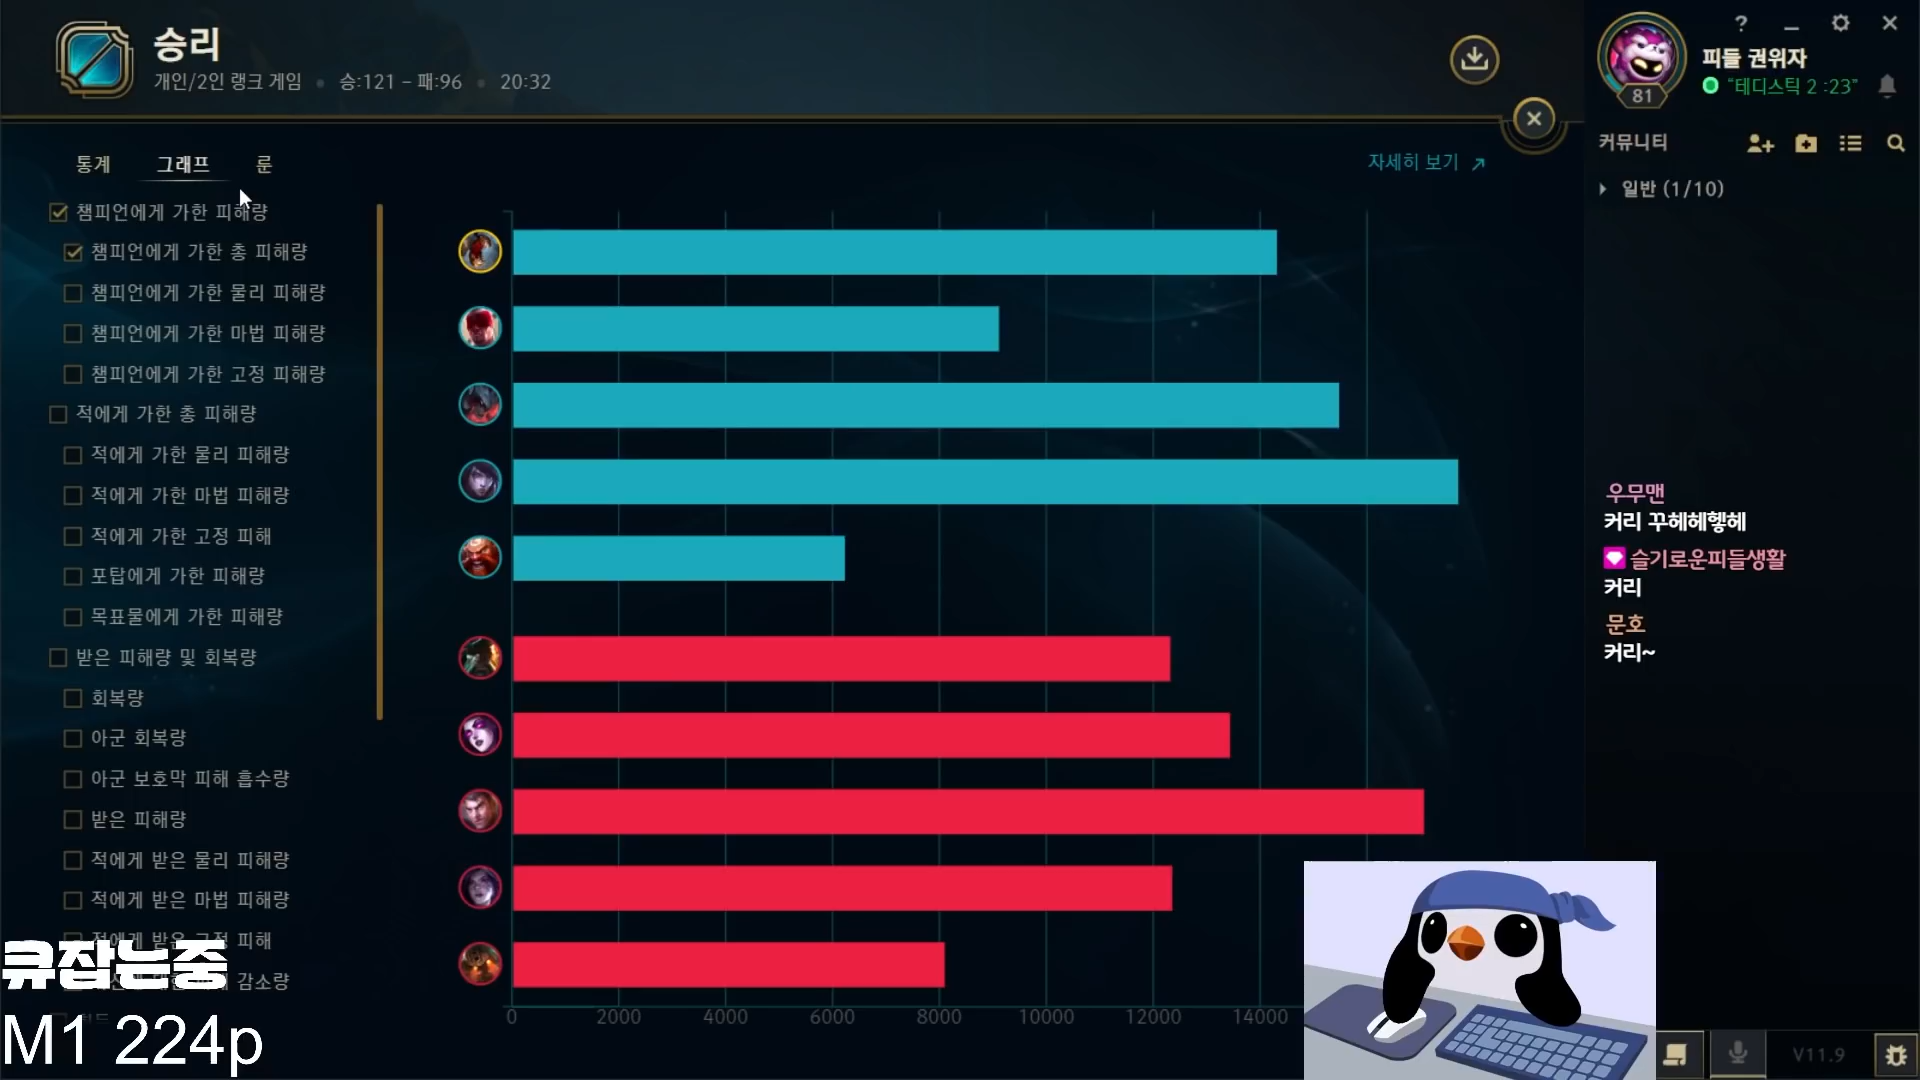 승리
개인/2인 랭크 게임 • 승:121 - 패:96 • 20:32
81
피들 권위자
"테디스틱 2 :23"
커뮤니티
일반 (1/10)
통계 그래프 룬
자세히 보기
챔피언에게 가한 피해량
챔피언에게 가한 총 피해량
챔피언에게 가한 물리 피해량
챔피언에게 가한 마법 피해량
챔피언에게 가한 고정 피해량
적에게 가한 총 피해량
적에게 가한 물리 피해량
적에게 가한 마법 피해량
적에게 가한 고정 피해
포탑에게 가한 피해량
목표물에게 가한 피해량
받은 피해량 및 회복량
회복량
아군 회복량
아군 보호막 피해 흡수량
받은 피해량
적에게 받은 물리 피해량
적에게 받은 마법 피해량
적에게 받은 고정 피해
감소량
큐잡는중
M1 224p
0 2000 4000 6000 8000 10000 12000 14000
우무맨
커리 꾸헤헤헿헤
슬기로운피들생활
커리
문호
커리~
V11.9